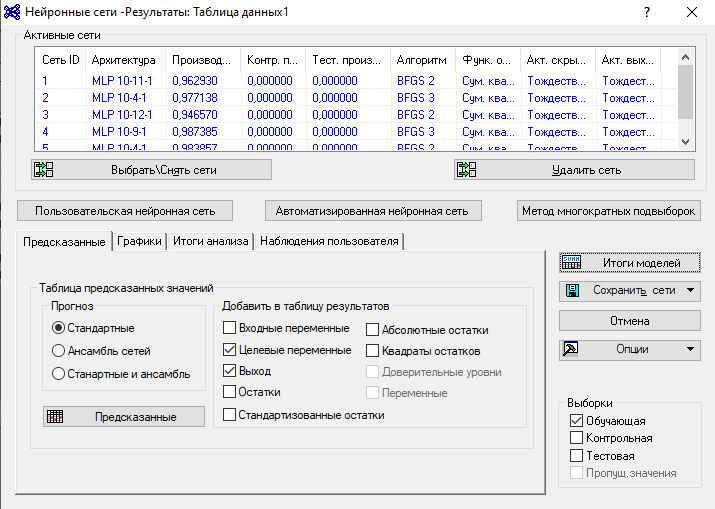 Нейронные сети -Результаты: Таблица данных1
Активные сети
Сеть ID Архитектура Производ... Контр. п... Тест. произ... Алгоритм Функ. о... Акт. скры... Акт. вых...
1 MLP 10-11-1 0,962930 0,000000 0,000000 BFGS 2 Сум. ква... Тождеств... Тождест...
2 MLP 10-4-1 0,977138 0,000000 0,000000 BFGS 3 Сум. ква... Тождеств... Тождест...
3 MLP 10-12-1 0,946570 0,000000 0,000000 BFGS 2 Сум. ква... Тождеств... Тождест...
4 MLP 10-9-1 0,987385 0,000000 0,000000 BFGS 3 Сум. ква... Тождеств... Тождест...
5 MLP 10-4-1 0,983857 0,000000 0,000000 BFGS 2 Сум. ква... Тождеств... Тождест...
Выбрать\Снять сети Удалить сеть
Пользовательская нейронная сеть Автоматизированная нейронная сеть Метод многократных подвыборок
Предсказанные Графики Итоги анализа Наблюдения пользователя
Таблица предсказанных значений
Прогноз
Стандартные
Ансамбль сетей
Станартные и ансамбль
Предсказанные
Добавить в таблицу результатов
Входные переменные
Целевые переменные
Выход
Остатки
Стандартизованные остатки
Абсолютные остатки
Квадраты остатков
Доверительные уровни
Переменные
Итоги моделей
Сохранить сети
Отмена
Опции
Выборки
Обучающая
Контрольная
Тестовая
Пропущ.значения